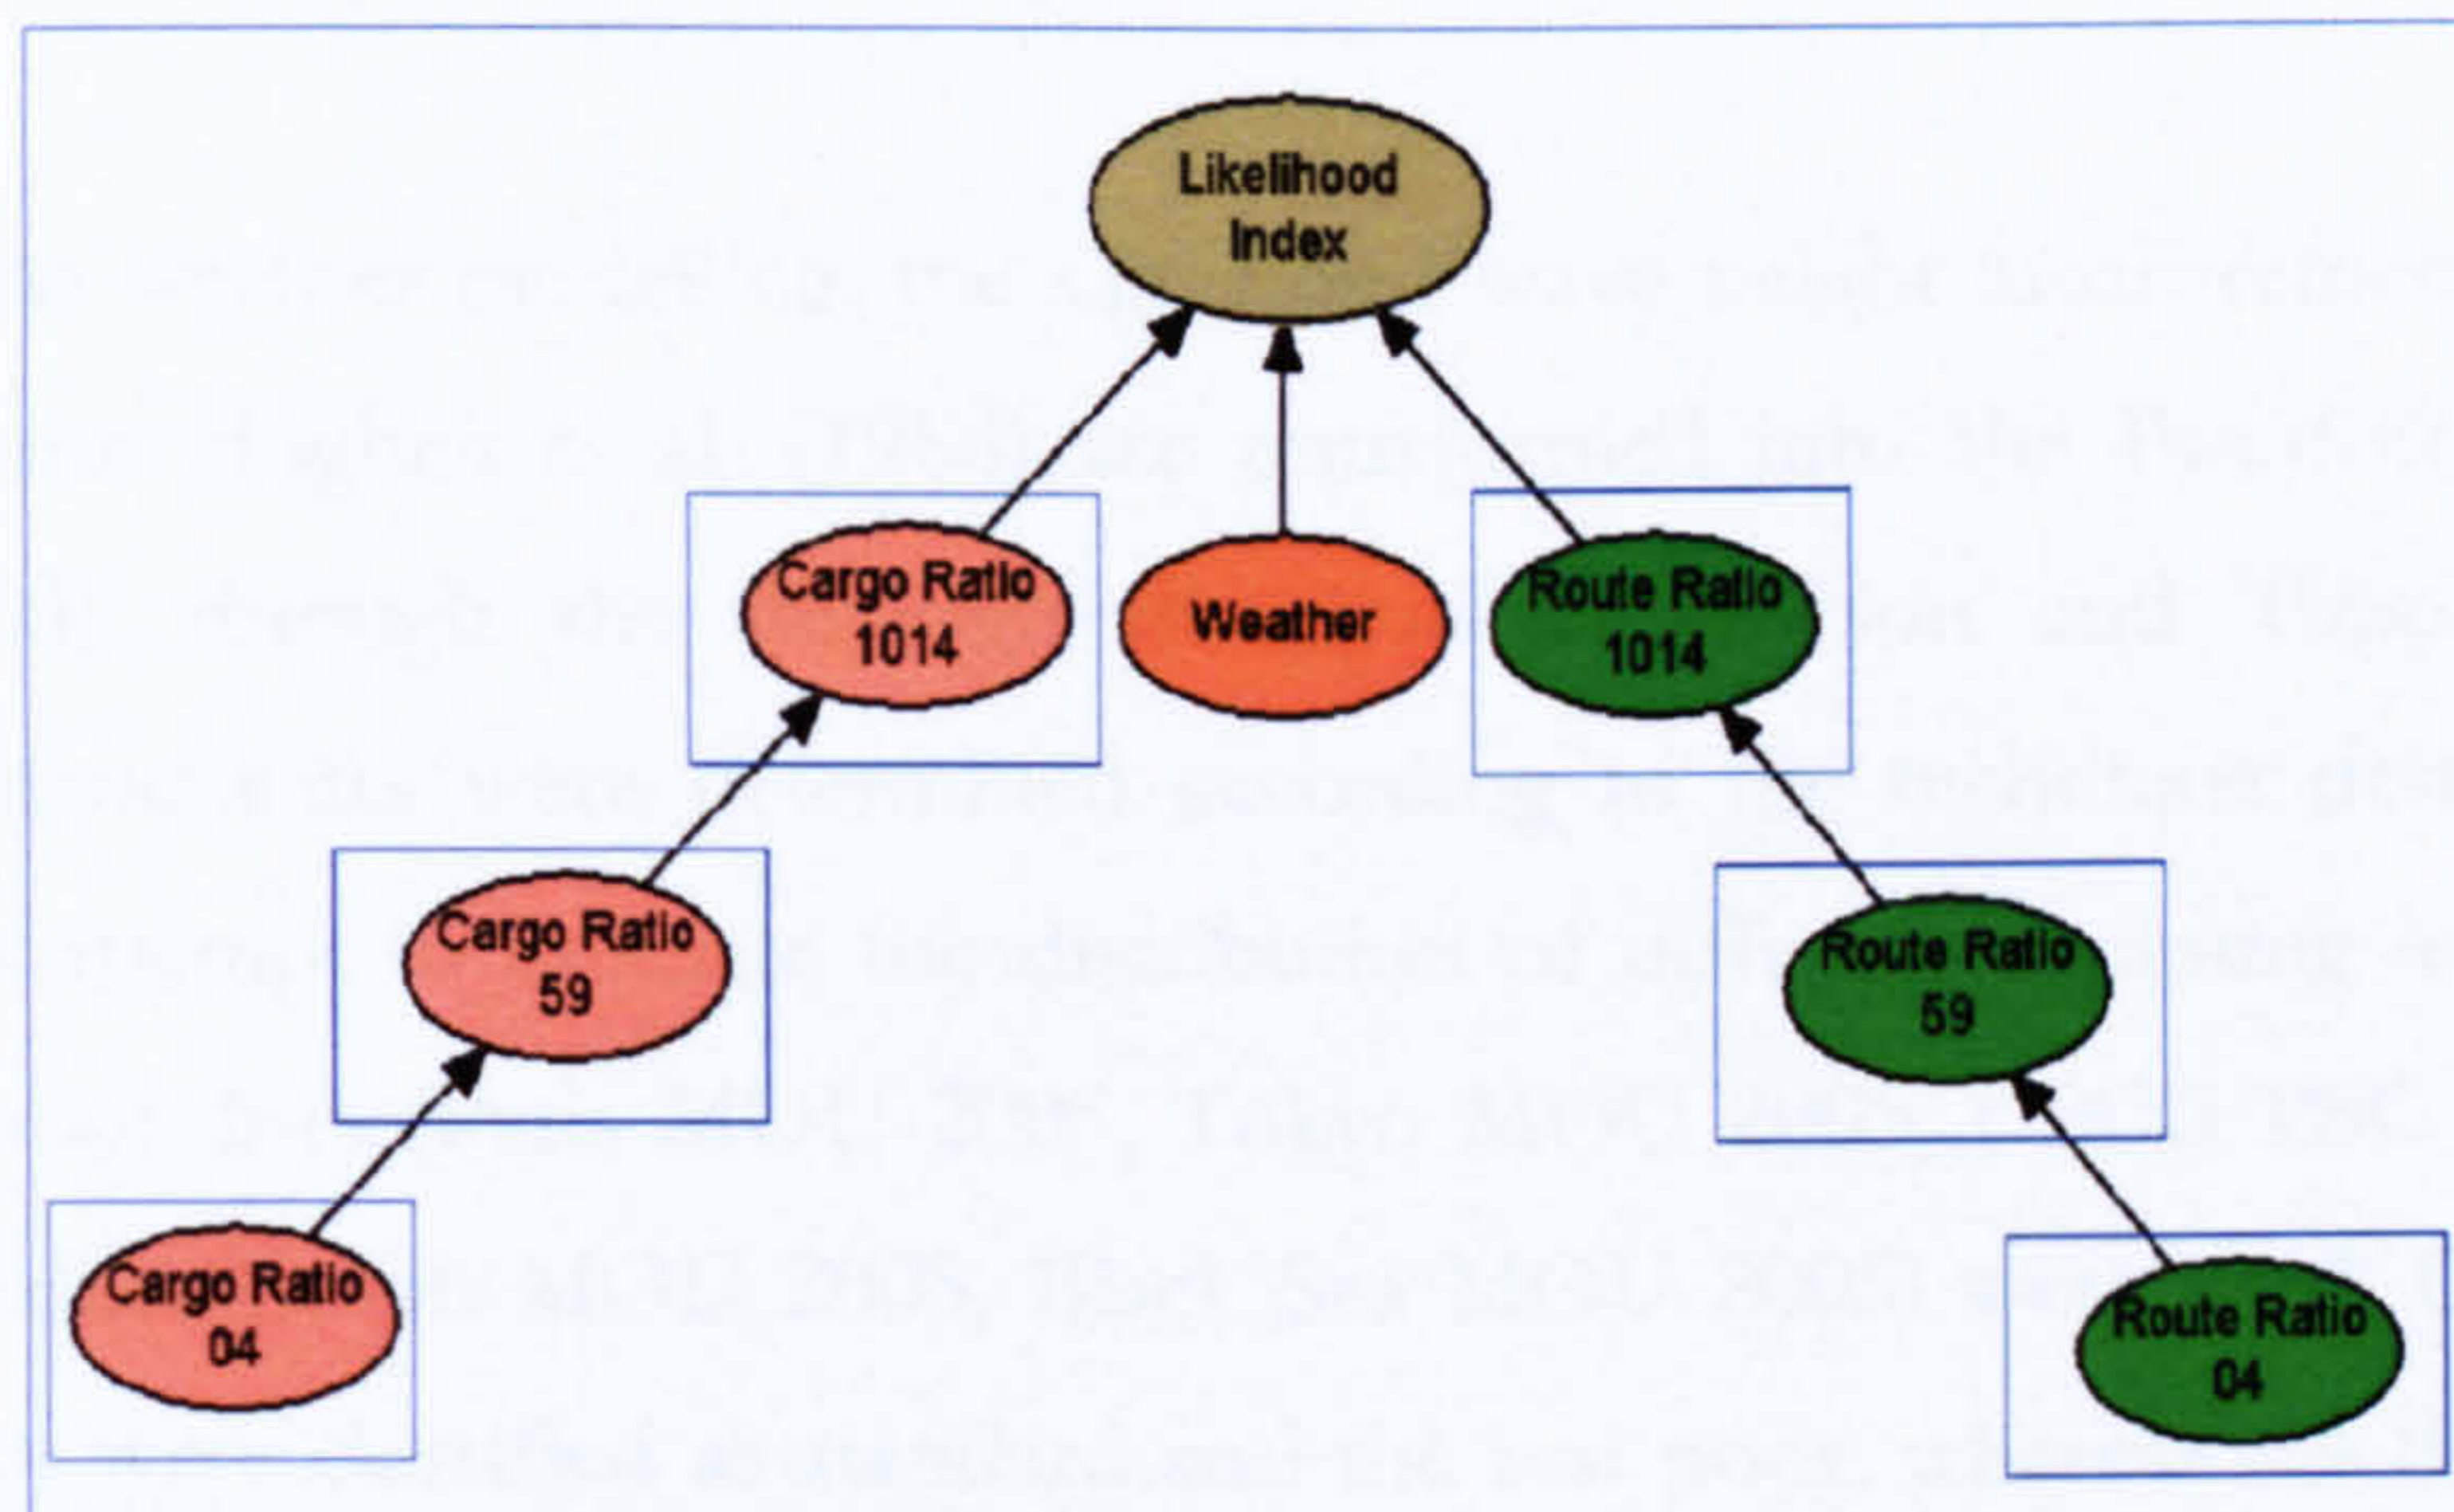 Likelihood
Index
Cargo Ratio
1014
Weather
Route Ratio
1014
Cargo Ratio
59
Route Ratio
59
Cargo Ratio
04
Route Ratio
04